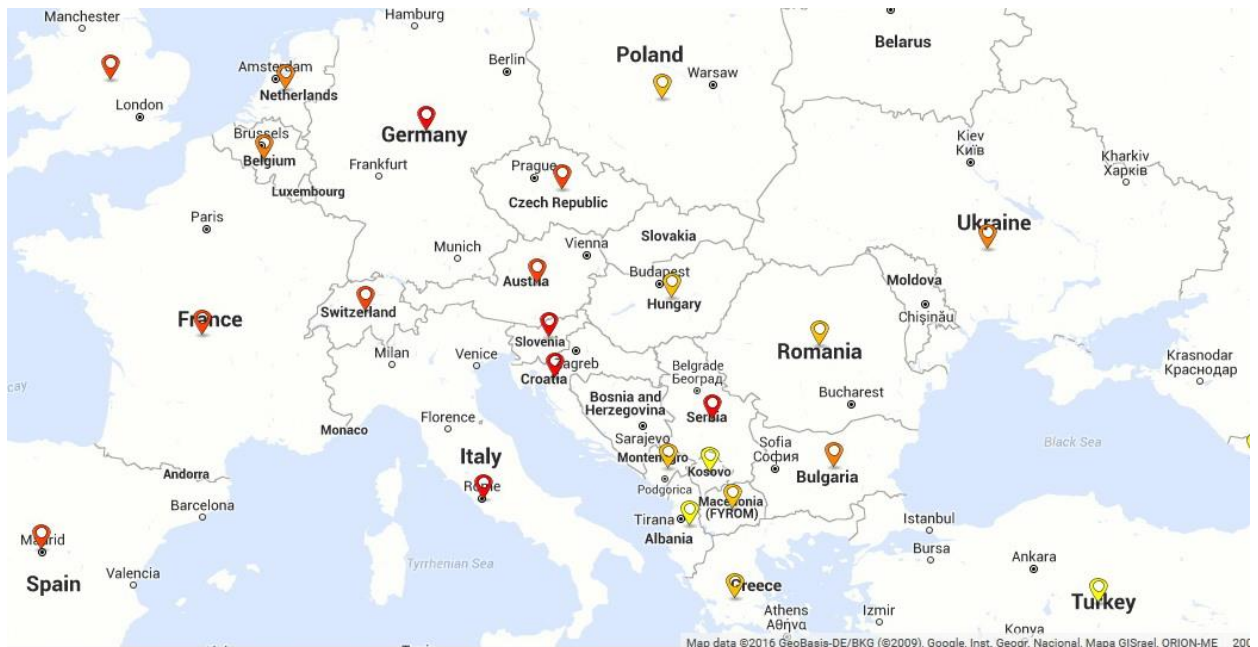 Manchester
Hamburg
Belarus
Poland
Berlin
Warsaw
Amsterdam
Netherlands
London
Kiev
Київ
Brussels
Belgium
Germany
Kharkiv
Харків
Frankfurt
Prague
Luxembourg
Czech Republic
Paris
Ukraine
Slovakia
Munich
Vienna
Austria
Budapest
Hungary
Moldova
Chișinău
Switzerland
France
Slovenia
Milan
Venice
Zagreb
Croatia
Romania
Krasnodar
Краснодар
Belgrade
Београд
cay
Bosnia and
Herzegovina
Bucharest
Florence
Serbia
Monaco
Sarajevo
Sofia
София
Black Sea
Italy
Montenegro
Kosovo
Bulgaria
Andorra
Rome
Podgorica
Barcelona
Macedonia
(FYROM)
Tirana
Albania
Istanbul
Madrid
Bursa
Ankara
Tyrrhenian Sea
Valencia
Spain
Greece
Turkey
Athens
Αθήνα
Izmir
Konya
Map data ©2016 GeoBasis-DE/BKG (©2009), Google, Inst. Geogr. Nacional, Mapa GISrael, ORION-ME 200